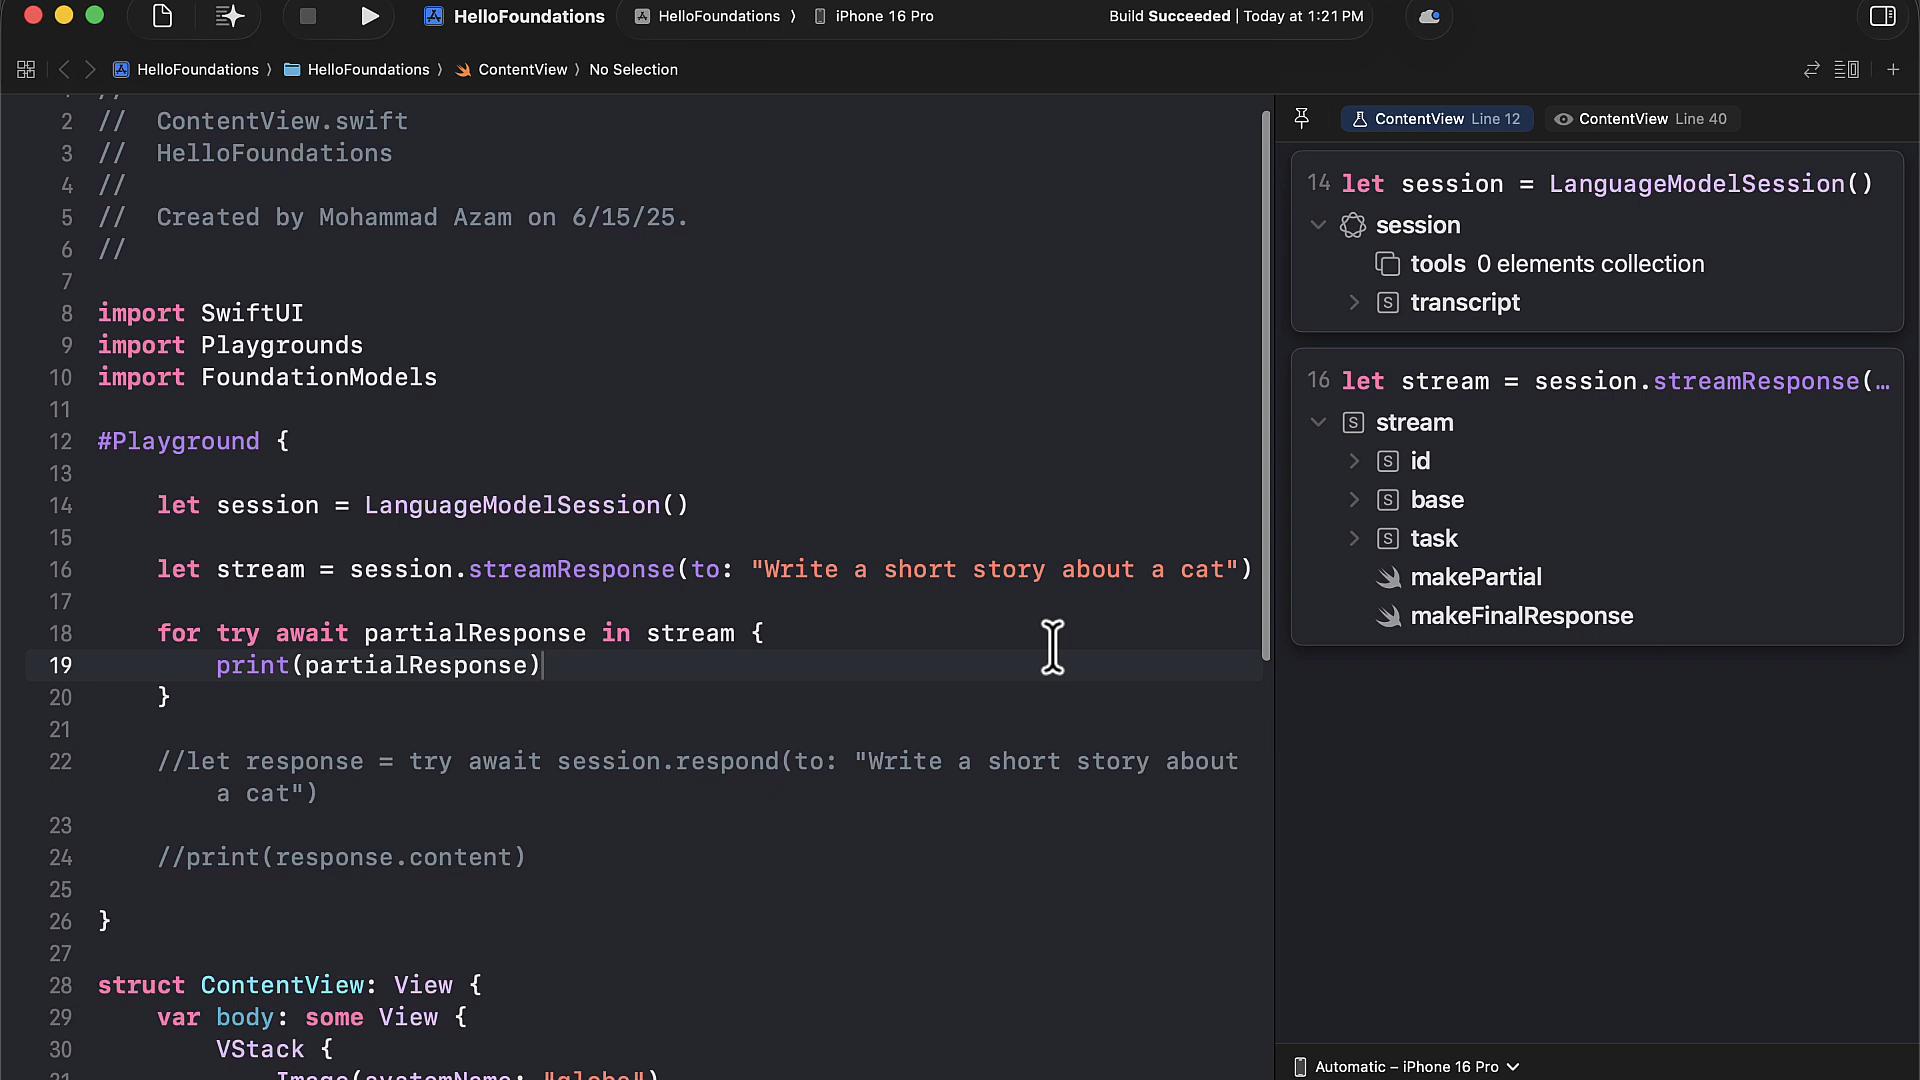 HelloFoundations
HelloFoundations 〉 iPhone 16 Pro
Build Succeeded | Today at 1:21 PM
HelloFoundations 〉 HelloFoundations 〉 ContentView 〉 No Selection
2 //  ContentView.swift
3 //  HelloFoundations
4 //
5 //  Created by Mohammad Azam on 6/15/25.
6 //
7
8 import SwiftUI
9 import Playgrounds
10 import FoundationModels
11
12 #Playground {
13
14     let session = LanguageModelSession()
15
16     let stream = session.streamResponse(to: "Write a short story about a cat")
17
18     for try await partialResponse in stream {
19         print(partialResponse)
20     }
21
22     //let response = try await session.respond(to: "Write a short story about
a cat")
23
24     //print(response.content)
25
26 }
27
28 struct ContentView: View {
29     var body: some View {
30         VStack {
Image(systemName: "globe")
ContentView Line 12
ContentView Line 40
14 let session = LanguageModelSession()
session
tools 0 elements collection
S transcript
16 let stream = session.streamResponse(…
S stream
S id
S base
S task
makePartial
makeFinalResponse
Automatic – iPhone 16 Pro